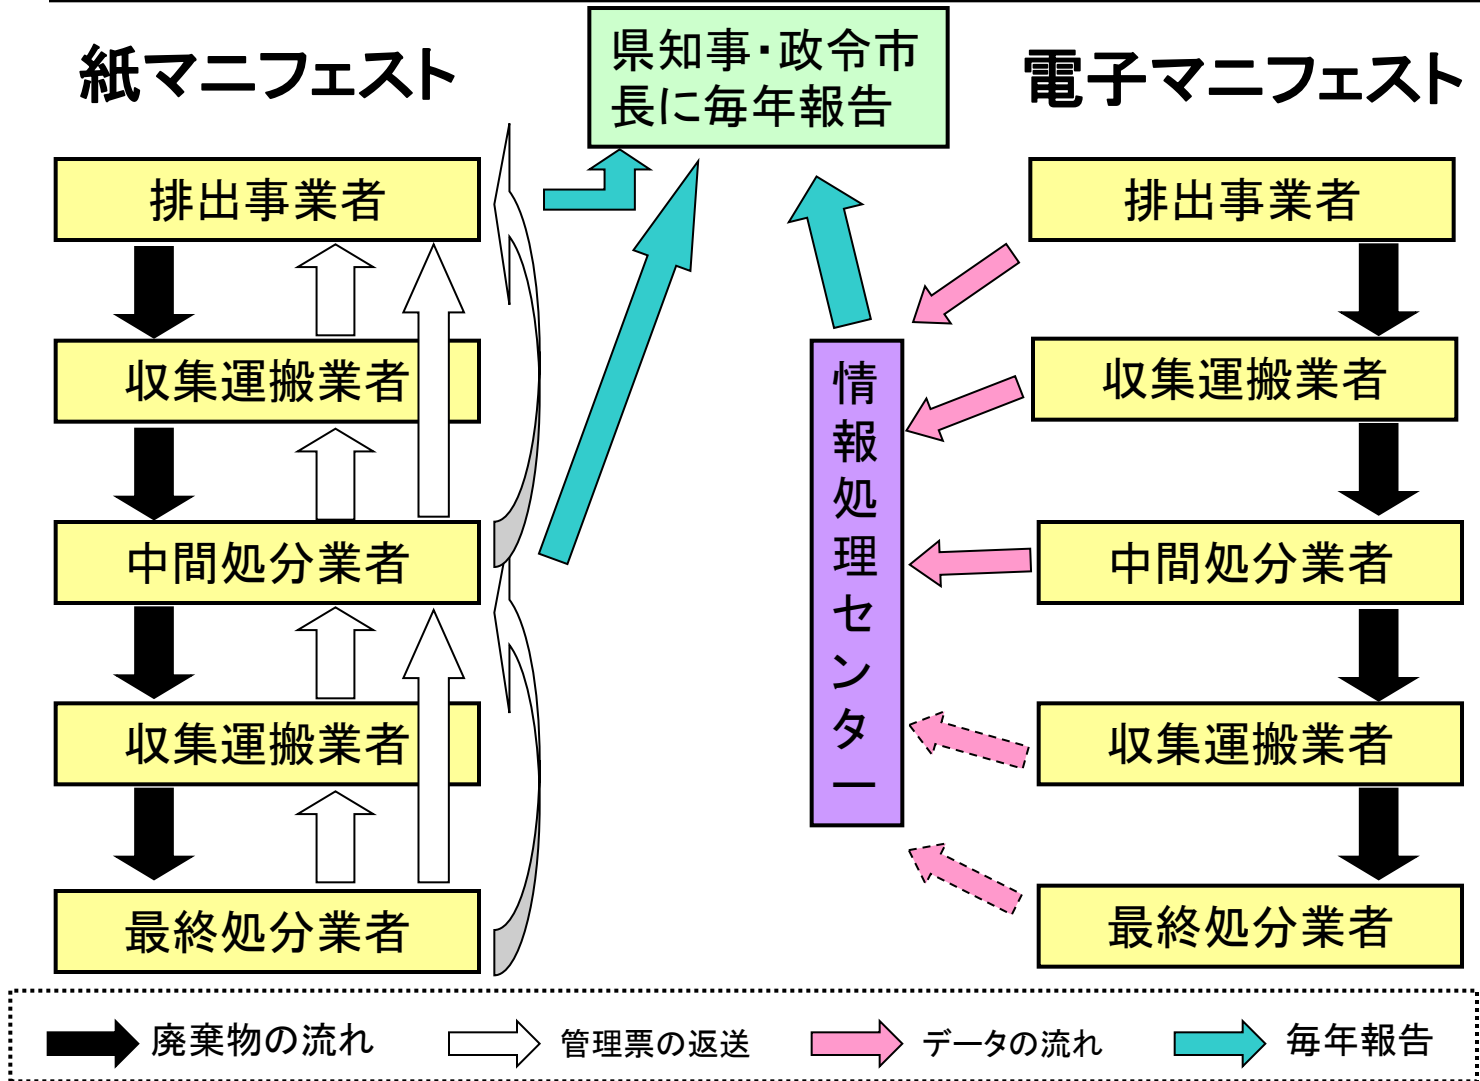 紙マニフェスト
県知事・政令市
長に毎年報告
電子マニフェスト
排出事業者
収集運搬業者
中間処分業者
収集運搬業者
最終処分業者
情報処理センター
排出事業者
収集運搬業者
中間処分業者
収集運搬業者
最終処分業者
廃棄物の流れ
管理票の返送
データの流れ
毎年報告